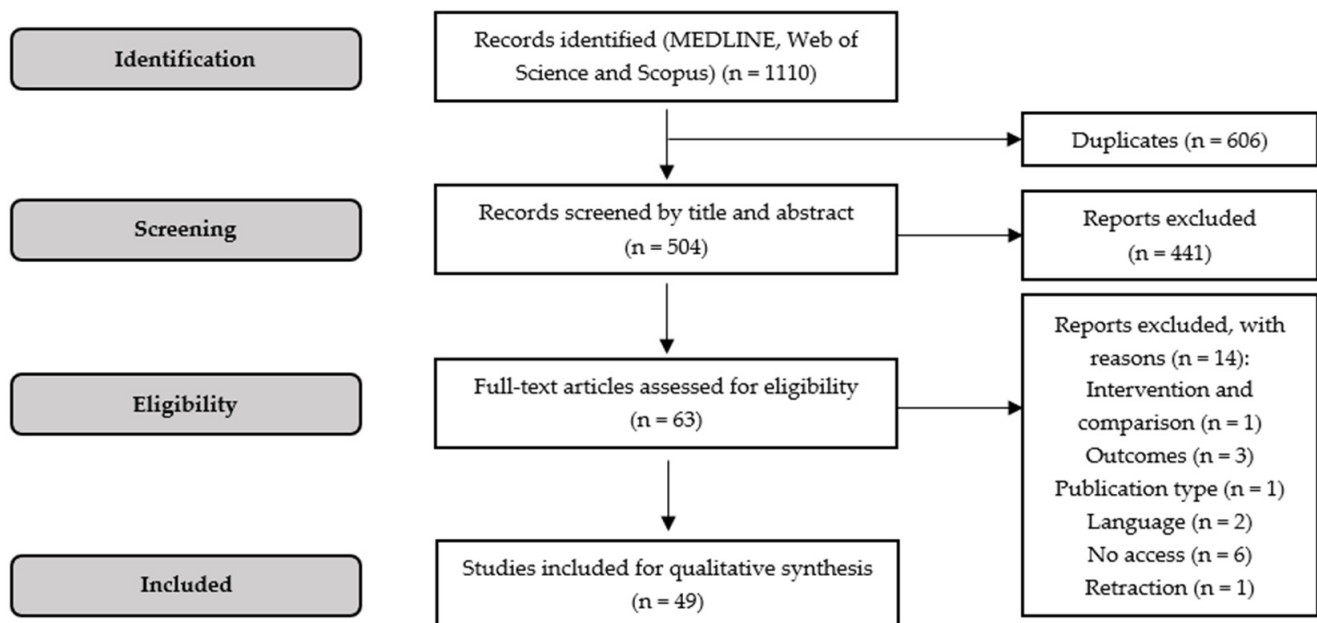 Identification
Records identified (MEDLINE, Web of
Science and Scopus) (n = 1110)
Duplicates (n = 606)
Screening
Records screened by title and abstract
(n = 504)
Reports excluded
(n = 441)
Eligibility
Full-text articles assessed for eligibility
(n = 63)
Reports excluded, with
reasons (n = 14):
Intervention and
comparison (n = 1)
Outcomes (n = 3)
Publication type (n = 1)
Language (n = 2)
No access (n = 6)
Retraction (n = 1)
Included
Studies included for qualitative synthesis
(n = 49)